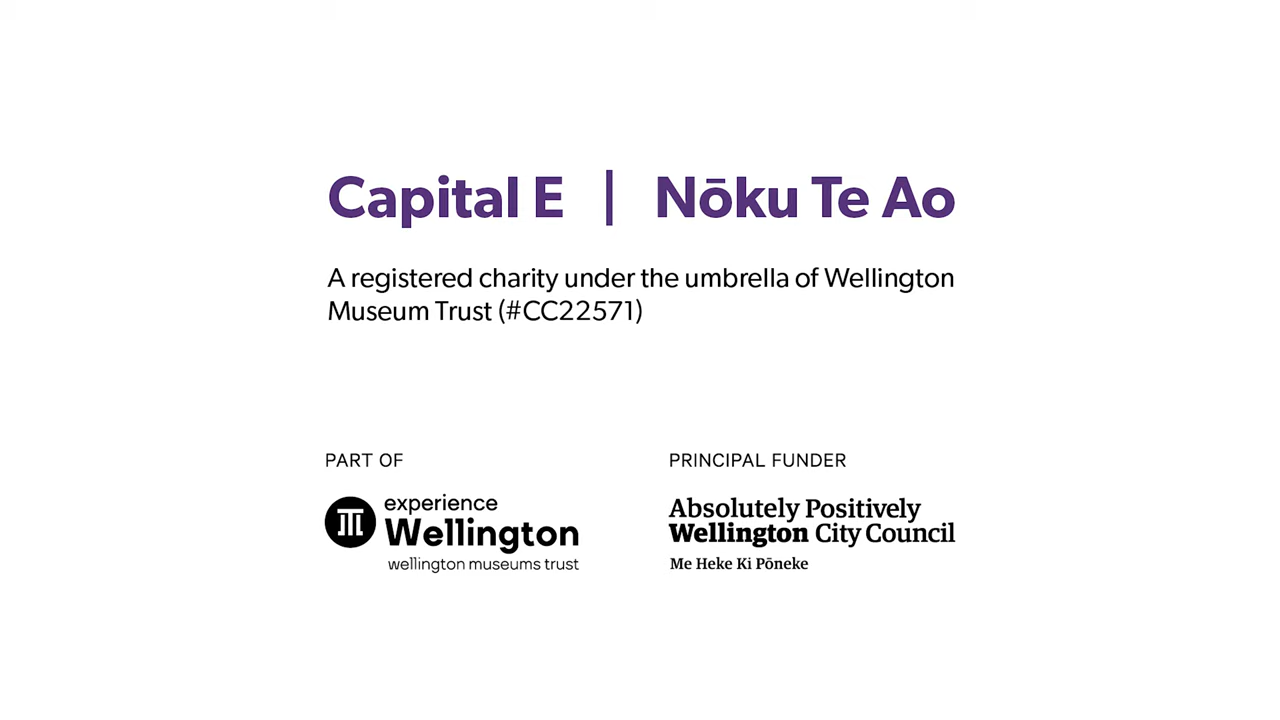 Capital E | Nōku Te Ao
A registered charity under the umbrella of Wellington
Museum Trust (#CC22571)
PART OF
experience
Wellington
wellington museums trust
PRINCIPAL FUNDER
Absolutely Positively
Wellington City Council
Me Heke Ki Pōneke